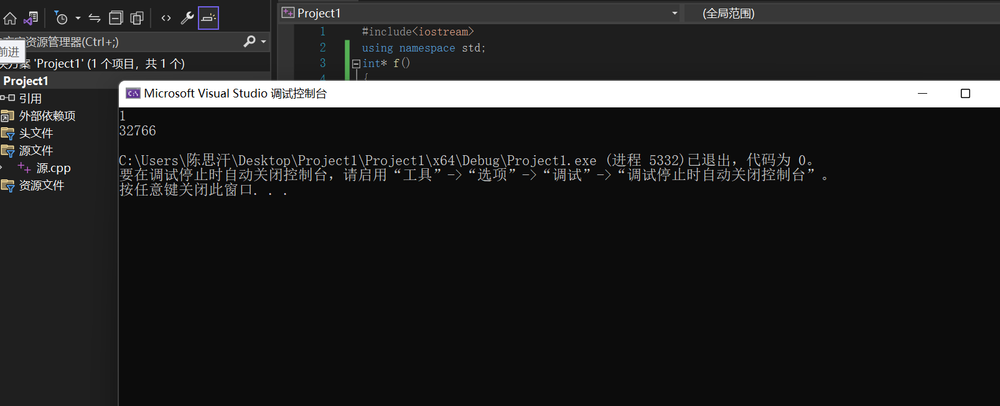 Project1
(全局范围)
方案资源管理器(Ctrl+;)
前进
决方案 'Project1' (1 个项目，共 1 个)
Project1
引用
外部依赖项
头文件
源文件
源.cpp
资源文件
1 #include<iostream>
2 using namespace std;
3 int* f()
4 {
Microsoft Visual Studio 调试控制台
1
32766
C:\Users\陈思汗\Desktop\Project1\Project1\x64\Debug\Project1.exe (进程 5332)已退出，代码为 0。
要在调试停止时自动关闭控制台，请启用“工具”->“选项”->“调试”->“调试停止时自动关闭控制台”。
按任意键关闭此窗口. . .